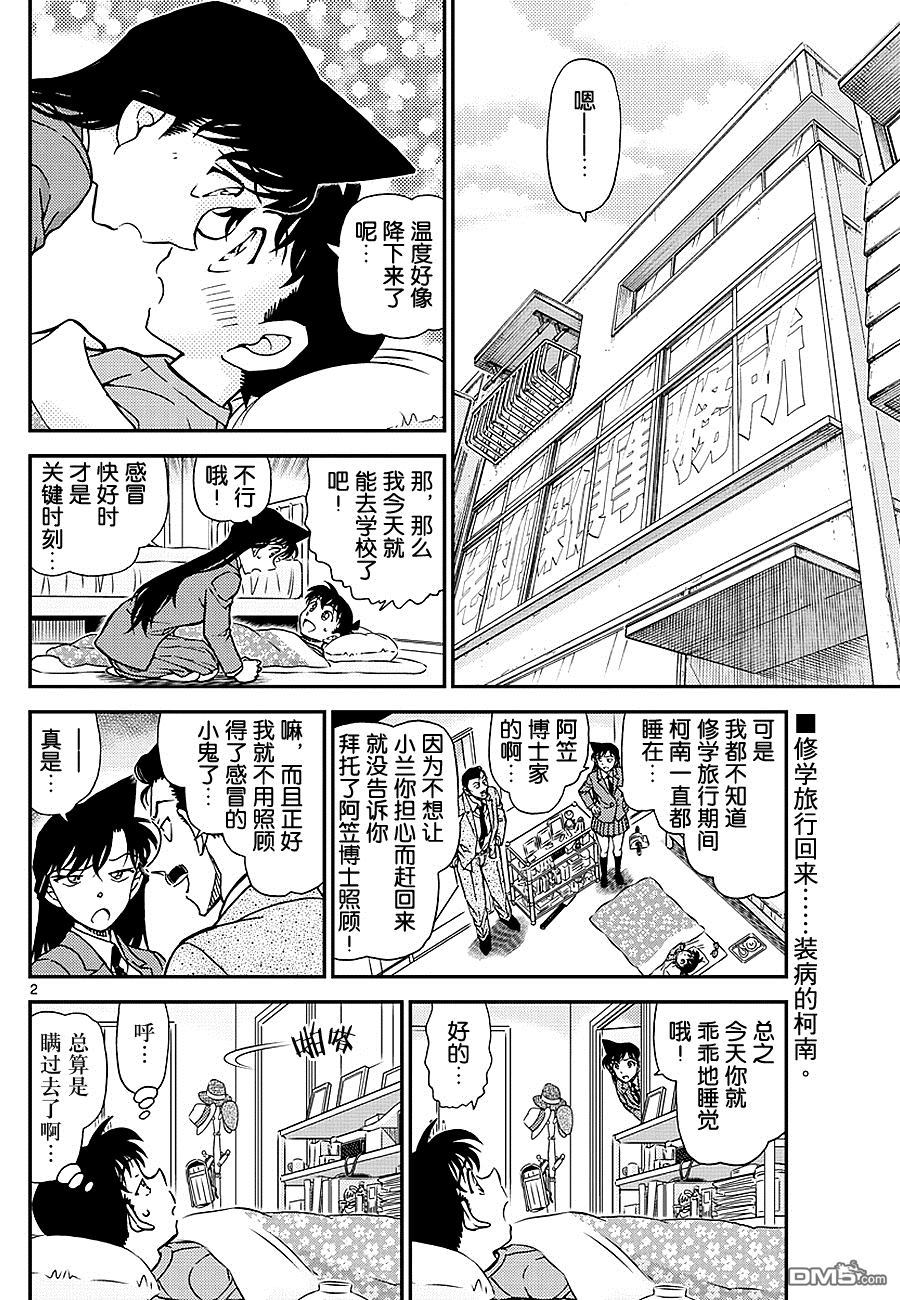 嗯——…
温度好像
降下来了
呢…
那，那么
我今天就
能去学校了
吧！
不行
哦！
感冒
快好时
才是
关键时刻…
■修学旅行回来……装病的柯南。
可是
我都不知道
修学旅行期间
柯南一直都
睡在…
阿笠
博士家
的啊…
因为不想让
小兰你担心而赶回来
就没告诉你
拜托了阿笠博士照顾！
嘛，而且正好
我就不用照顾
得了感冒的
小鬼了…
——真是…
2
总之
今天你就
乖乖地睡觉
哦！
好的…
啪嗒
呼…
总算是
瞒过去了啊…
DM5.com